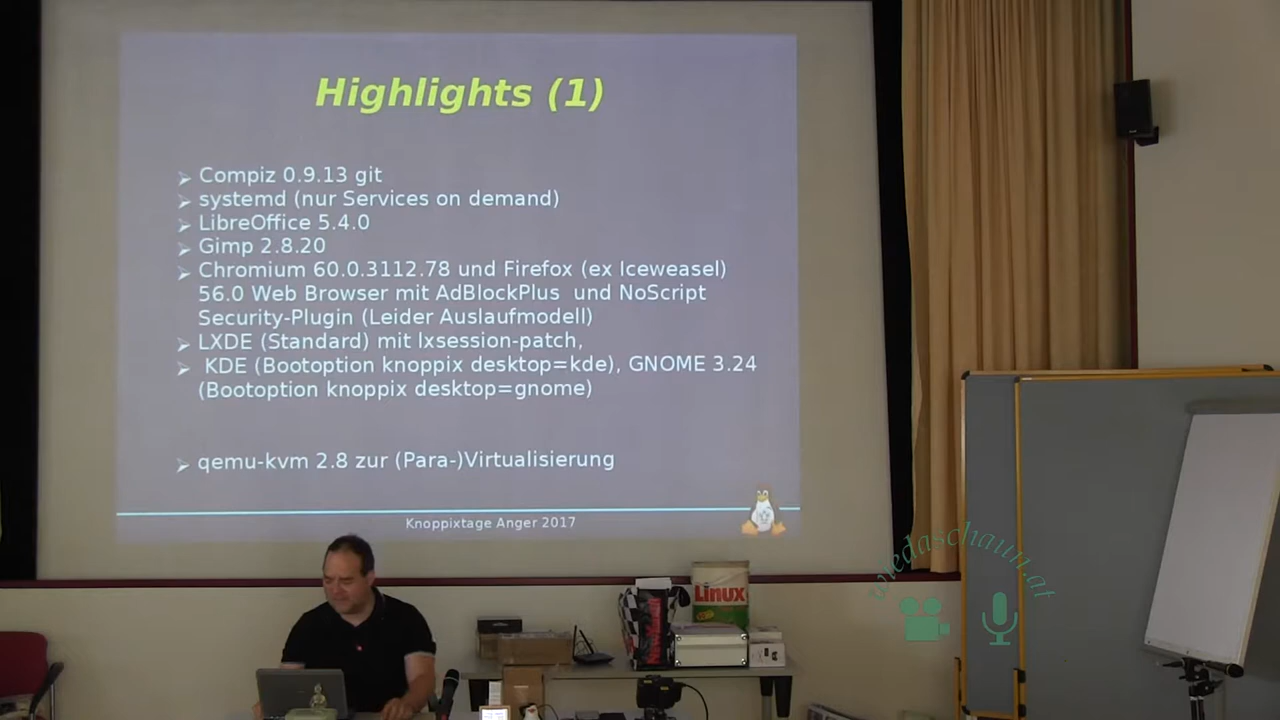 Highlights (1)
Compiz 0.9.13 git
systemd (nur Services on demand)
LibreOffice 5.4.0
Gimp 2.8.20
Chromium 60.0.3112.78 und Firefox (ex Iceweasel)
56.0 Web Browser mit AdBlockPlus und NoScript
Security-Plugin (Leider Auslaufmodell)
LXDE (Standard) mit lxsession-patch,
KDE (Bootoption knoppix desktop=kde), GNOME 3.24
(Bootoption knoppix desktop=gnome)
qemu-kvm 2.8 zur (Para-)Virtualisierung
Knoppixtage Anger 2017
wiedaschaun.at
Linux